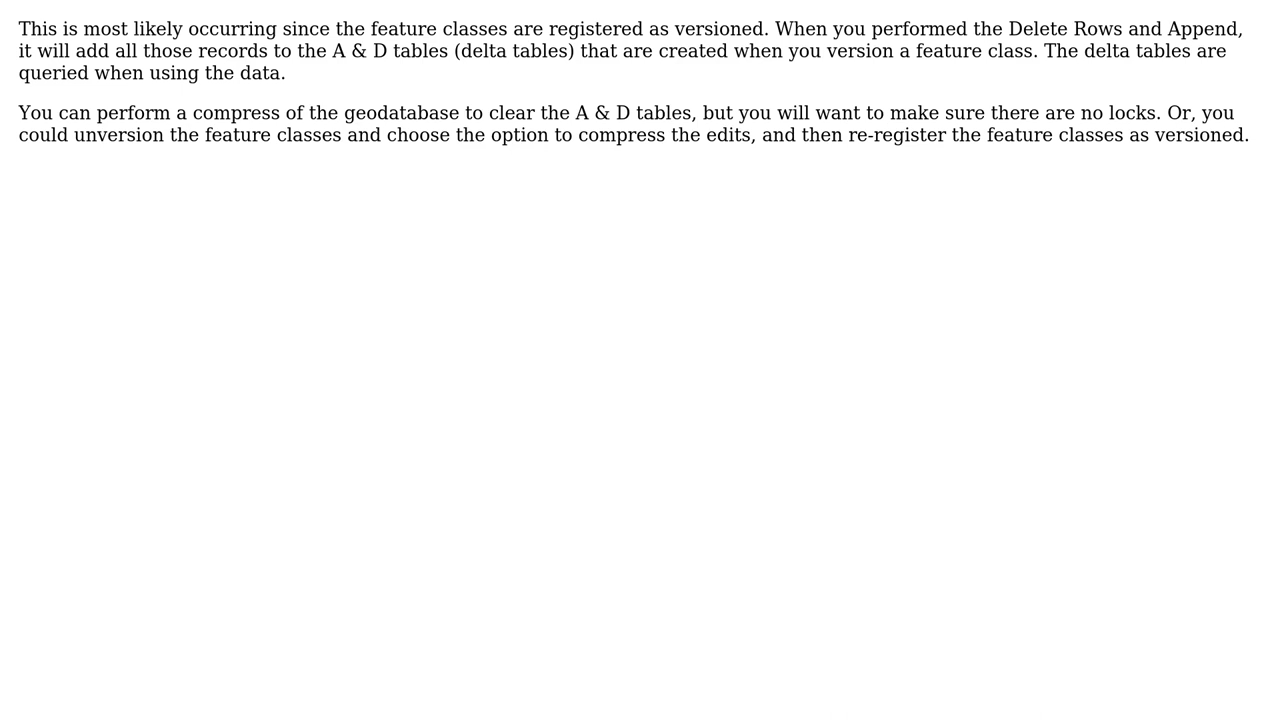 This is most likely occurring since the feature classes are registered as versioned. When you performed the Delete Rows and Append,
it will add all those records to the A & D tables (delta tables) that are created when you version a feature class. The delta tables are
queried when using the data.
You can perform a compress of the geodatabase to clear the A & D tables, but you will want to make sure there are no locks. Or, you
could unversion the feature classes and choose the option to compress the edits, and then re-register the feature classes as versioned.